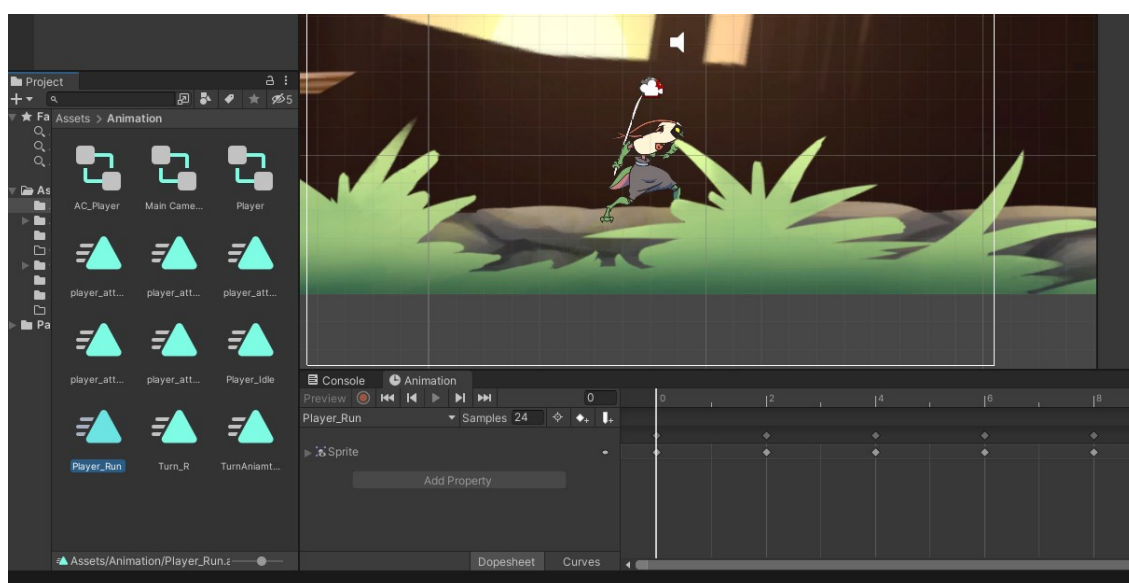 Project
5
Fa
Assets > Animation
As
AC_Player
Main Came...
Player
player_att...
player_att...
player_att...
Pa
player_att...
player_att...
Player_Idle
Player_Run
Turn_R
TurnAniamt...
Assets/Animation/Player_Run.a
Console
Animation
Preview
0
0
2
4
6
8
Player_Run
Samples 24
Sprite
Add Property
Dopesheet
Curves